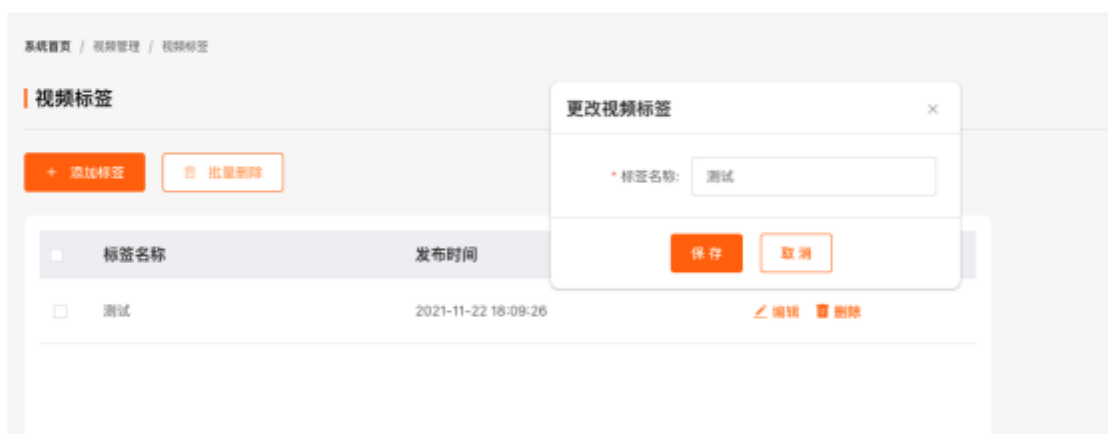 系统首页 / 视频管理 / 视频标签
视频标签
+ 添加标签 批量删除
标签名称 发布时间
测试 2021-11-22 18:09:26 编辑 删除
更改视频标签 ×
* 标签名称: 测试
保存 取消